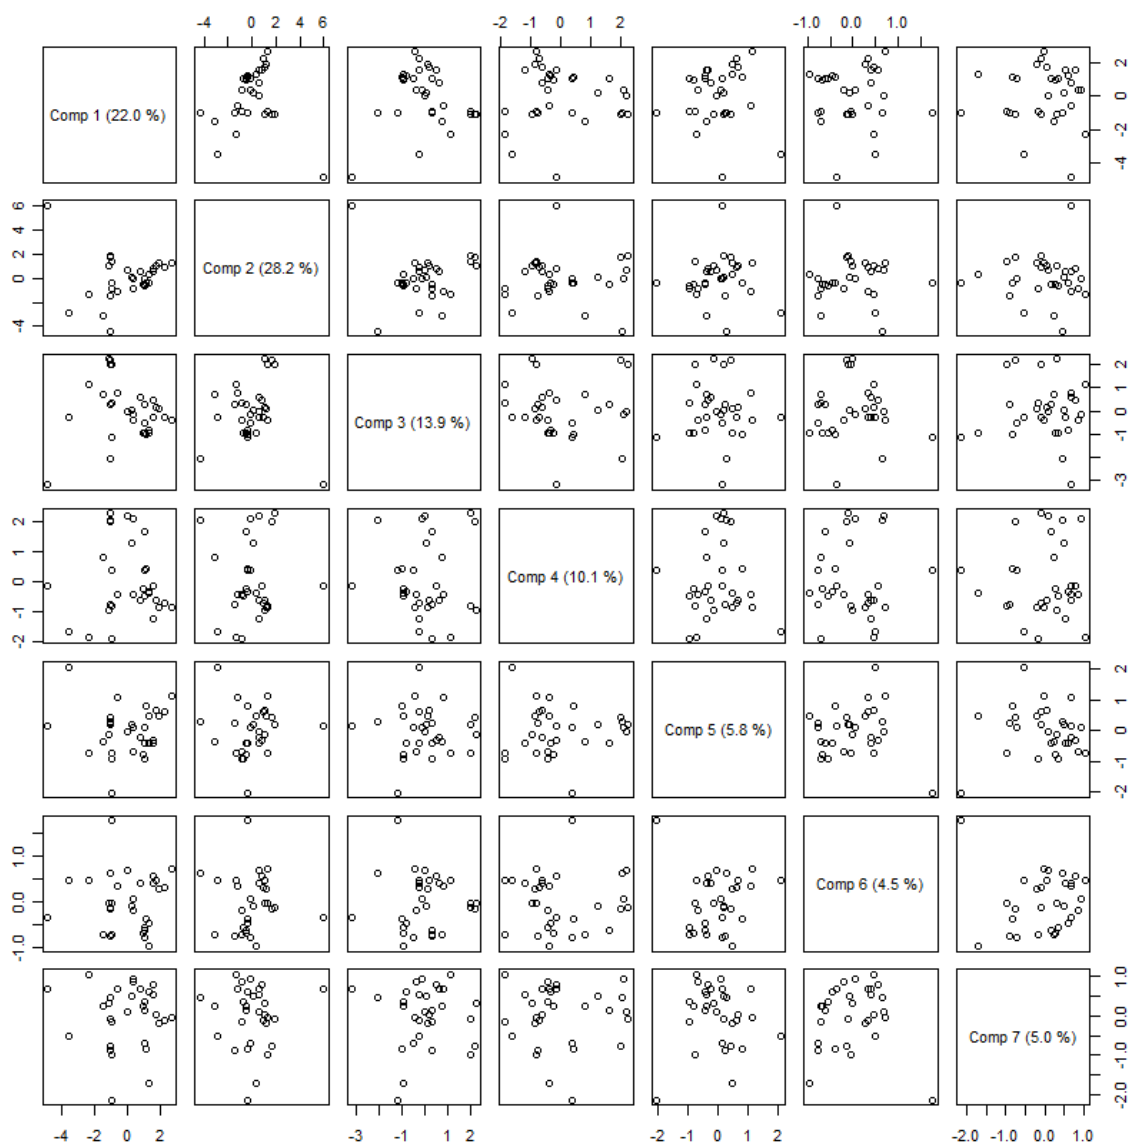 -4 0 2 4 6
-2 0 1 2
-1.0 0.0 1.0
Comp 1 (22.0 %)
-4 -2 0 2
-4 0 2 4 6
Comp 2 (28.2 %)
Comp 3 (13.9 %)
-3 -1 0 1 2
-2 -1 0 1 2
Comp 4 (10.1 %)
Comp 5 (5.8 %)
-2 -1 0 1 2
-1.0 0.0 1.0
Comp 6 (4.5 %)
Comp 7 (5.0 %)
-2.0 -1.0 0.0 1.0
-4 -2 0 2
-3 -1 0 1 2
-2 -1 0 1 2
-2.0 -1.0 0.0 1.0